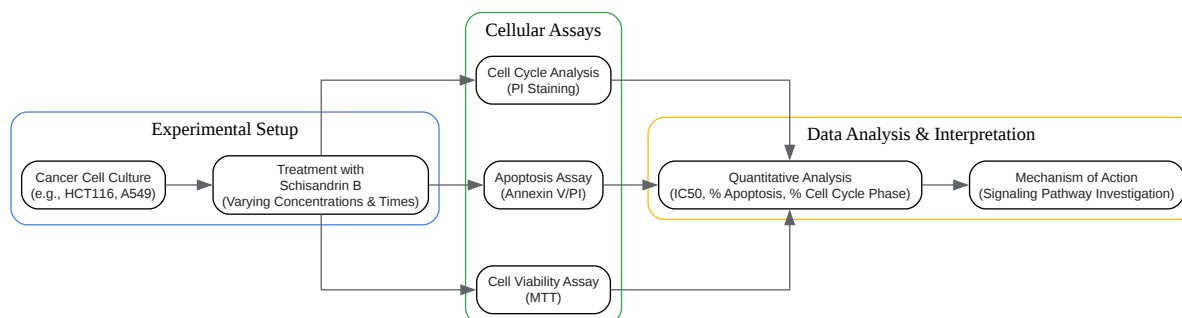 Experimental Setup
Cancer Cell Culture
(e.g., HCT116, A549)
Treatment with
Schisandrin B
(Varying Concentrations & Times)
Cellular Assays
Cell Cycle Analysis
(PI Staining)
Apoptosis Assay
(Annexin V/PI)
Cell Viability Assay
(MTT)
Data Analysis & Interpretation
Quantitative Analysis
(IC50, % Apoptosis, % Cell Cycle Phase)
Mechanism of Action
(Signaling Pathway Investigation)